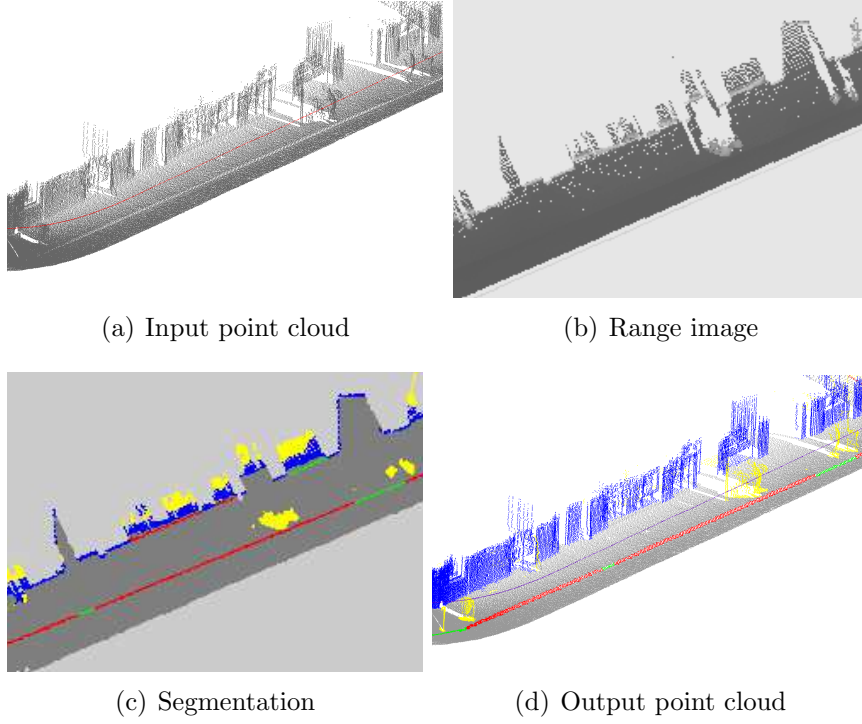 (a) Input point cloud
(b) Range image
(c) Segmentation
(d) Output point cloud